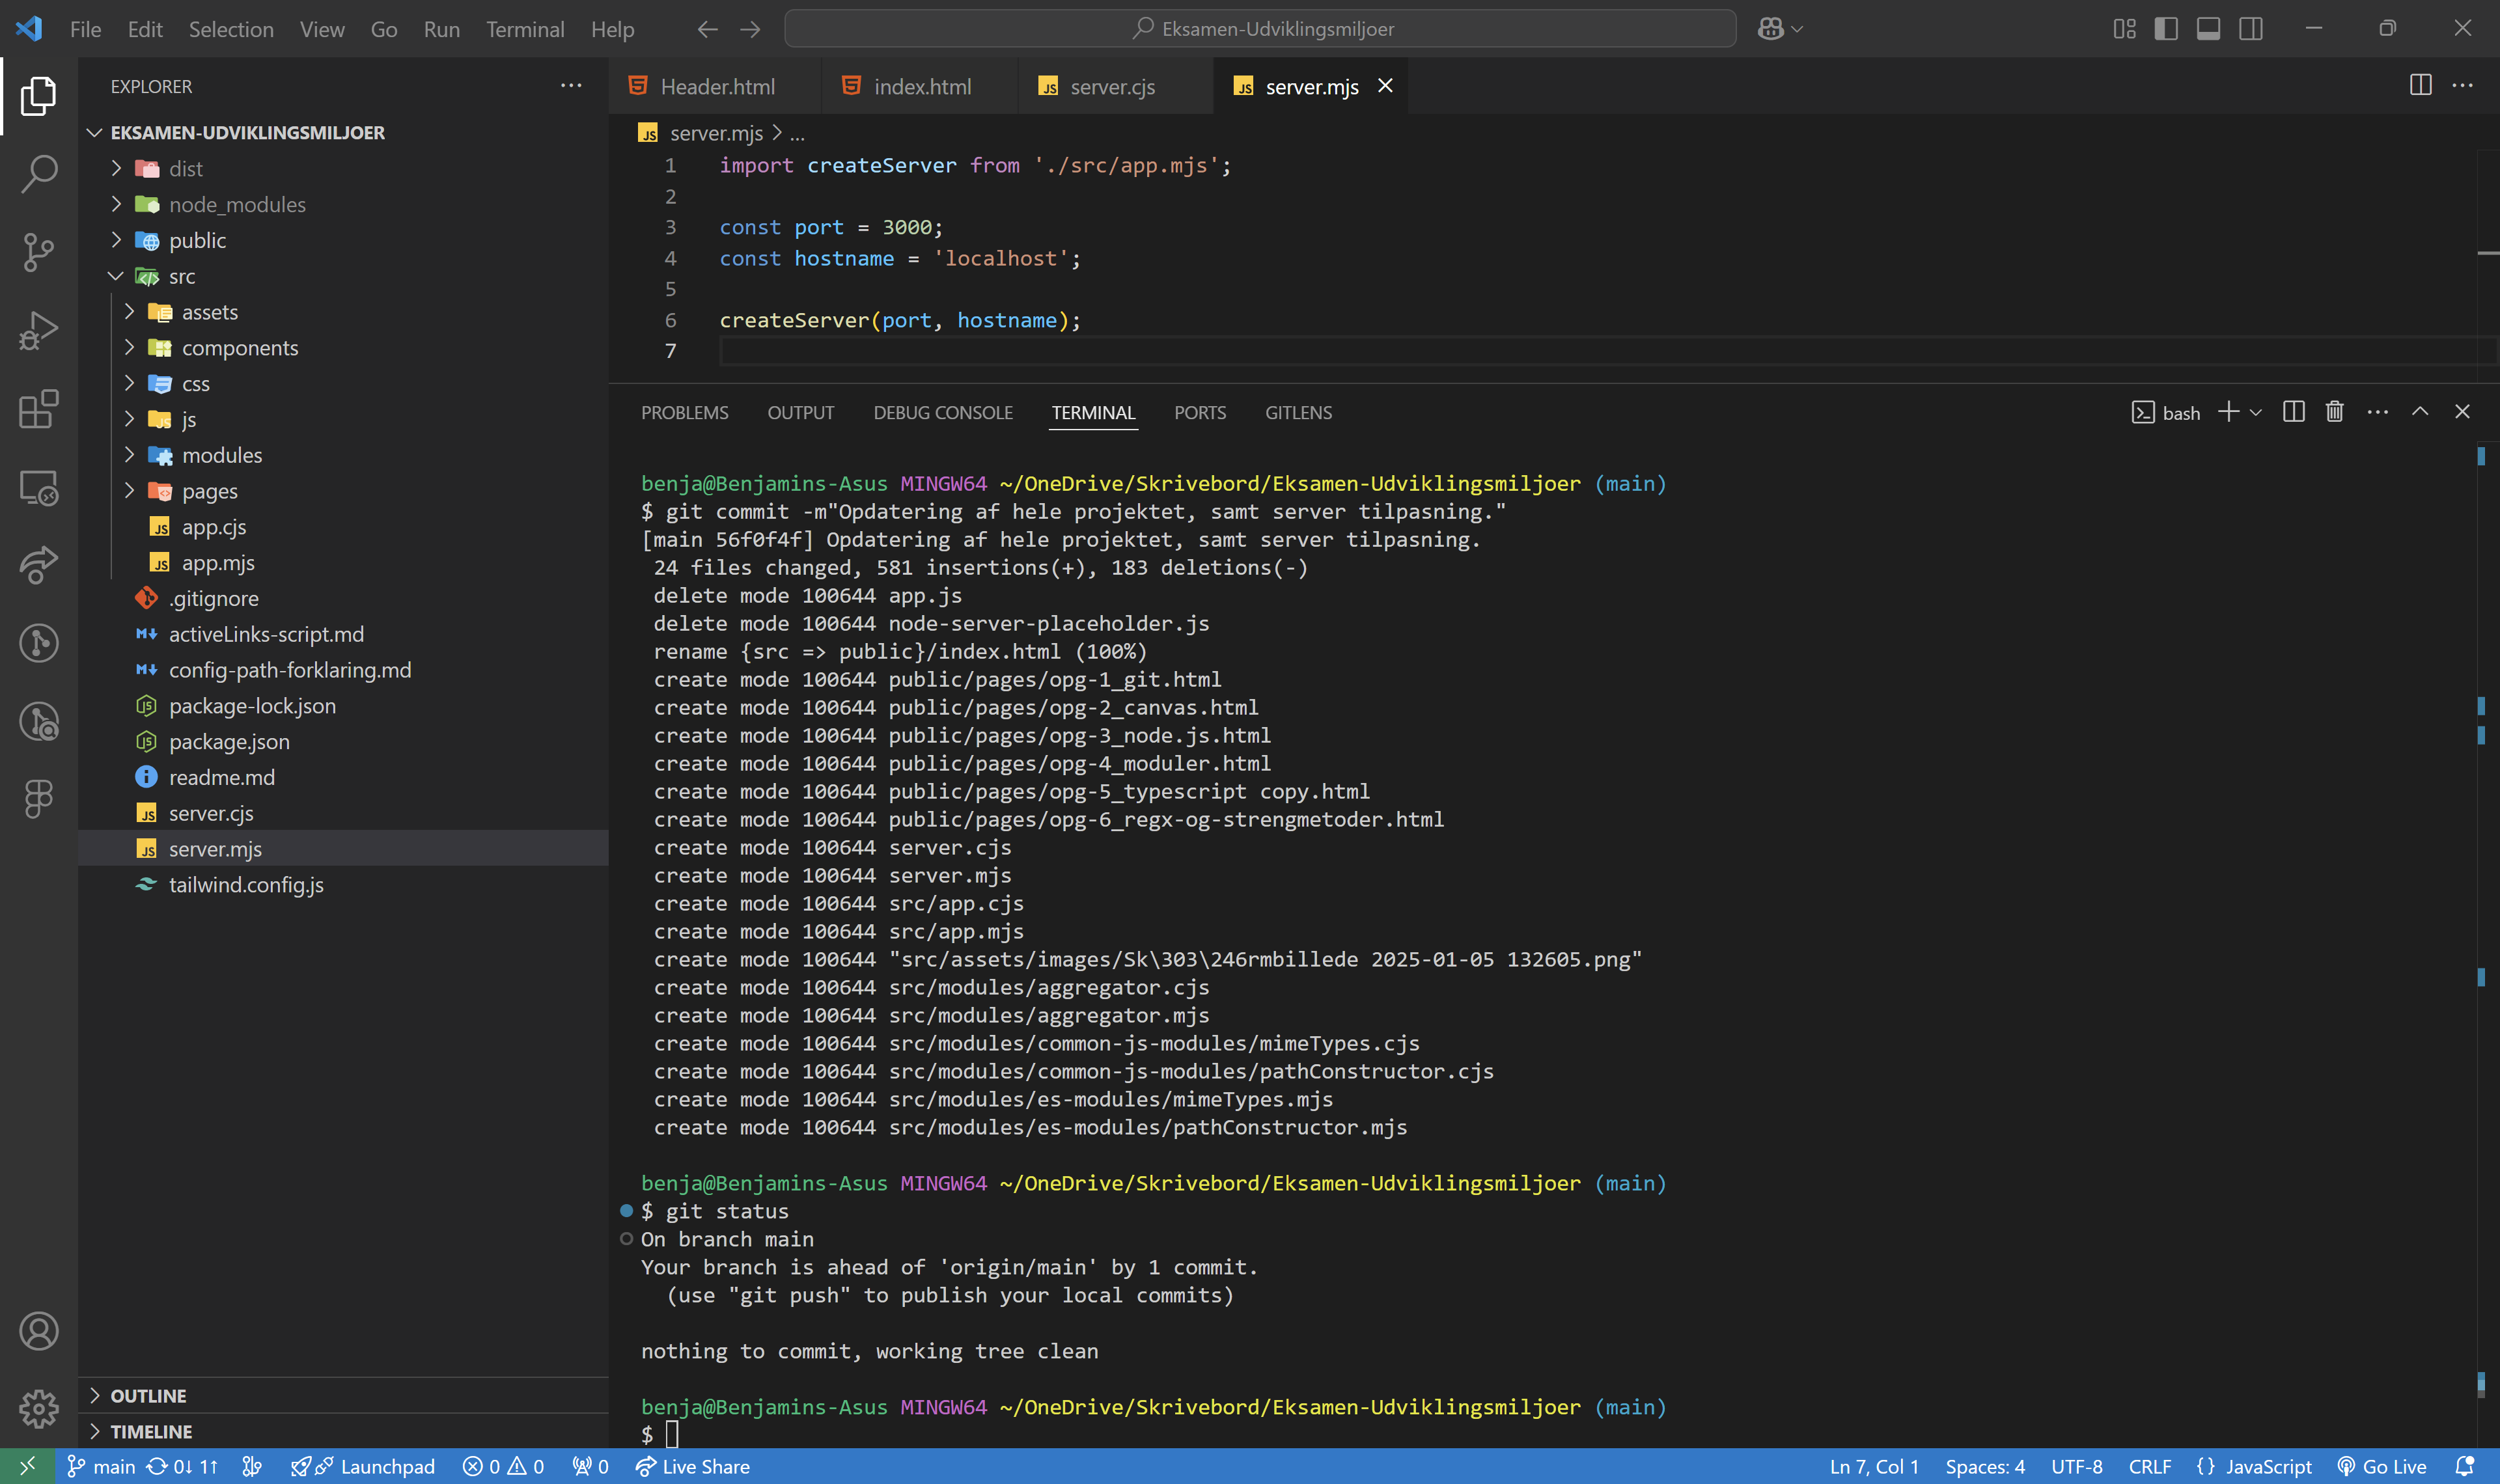 File Edit Selection View Go Run Terminal Help
Eksamen-Udviklingsmiljoer
EXPLORER
EKSAMEN-UDVIKLINGSMILJOER
dist
node_modules
public
src
assets
components
css
js
modules
pages
app.cjs
app.mjs
.gitignore
activeLinks-script.md
config-path-forklaring.md
package-lock.json
package.json
readme.md
server.cjs
server.mjs
tailwind.config.js
OUTLINE
TIMELINE
Header.html index.html server.cjs server.mjs
server.mjs > ...
1 import createServer from './src/app.mjs';
2
3 const port = 3000;
4 const hostname = 'localhost';
5
6 createServer(port, hostname);
7
PROBLEMS OUTPUT DEBUG CONSOLE TERMINAL PORTS GITLENS
bash
benja@Benjamins-Asus MINGW64 ~/OneDrive/Skrivebord/Eksamen-Udviklingsmiljoer (main)
$ git commit -m"Opdatering af hele projektet, samt server tilpasning."
[main 56f0f4f] Opdatering af hele projektet, samt server tilpasning.
24 files changed, 581 insertions(+), 183 deletions(-)
delete mode 100644 app.js
delete mode 100644 node-server-placeholder.js
rename {src => public}/index.html (100%)
create mode 100644 public/pages/opg-1_git.html
create mode 100644 public/pages/opg-2_canvas.html
create mode 100644 public/pages/opg-3_node.js.html
create mode 100644 public/pages/opg-4_moduler.html
create mode 100644 public/pages/opg-5_typescript copy.html
create mode 100644 public/pages/opg-6_regx-og-strengmetoder.html
create mode 100644 server.cjs
create mode 100644 server.mjs
create mode 100644 src/app.cjs
create mode 100644 src/app.mjs
create mode 100644 "src/assets/images/Sk\303\246rmbillede 2025-01-05 132605.png"
create mode 100644 src/modules/aggregator.cjs
create mode 100644 src/modules/aggregator.mjs
create mode 100644 src/modules/common-js-modules/mimeTypes.cjs
create mode 100644 src/modules/common-js-modules/pathConstructor.cjs
create mode 100644 src/modules/es-modules/mimeTypes.mjs
create mode 100644 src/modules/es-modules/pathConstructor.mjs
benja@Benjamins-Asus MINGW64 ~/OneDrive/Skrivebord/Eksamen-Udviklingsmiljoer (main)
$ git status
On branch main
Your branch is ahead of 'origin/main' by 1 commit.
(use "git push" to publish your local commits)
nothing to commit, working tree clean
benja@Benjamins-Asus MINGW64 ~/OneDrive/Skrivebord/Eksamen-Udviklingsmiljoer (main)
$
main 0↓ 1↑ Launchpad 0 0 0 Live Share Ln 7, Col 1 Spaces: 4 UTF-8 CRLF {} JavaScript Go Live